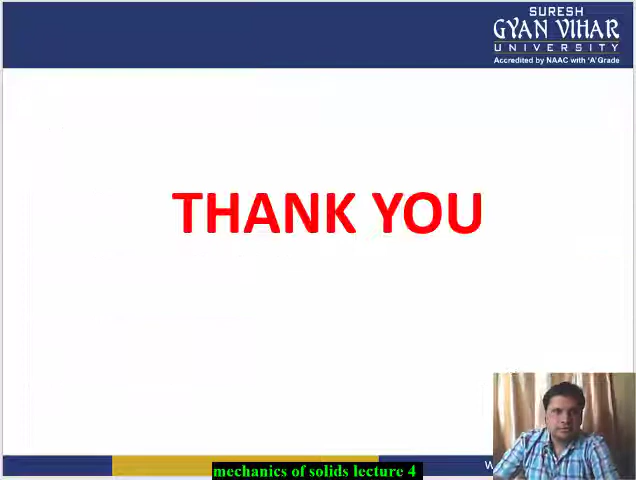 SURESH
GYAN VIHAR
UNIVERSITY
Accredited by NAAC with 'A' Grade
THANK YOU
mechanics of solids lecture 4